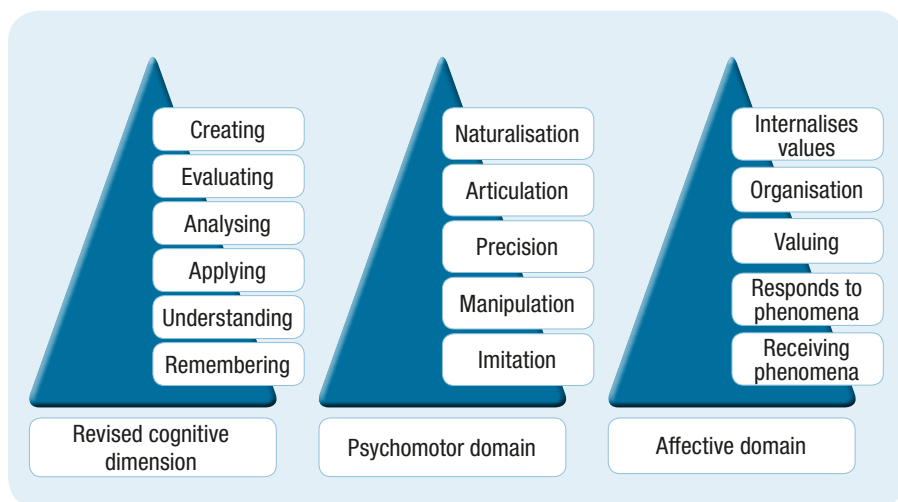 Creating
Evaluating
Analysing
Applying
Understanding
Remembering
Revised cognitive
dimension
Naturalisation
Articulation
Precision
Manipulation
Imitation
Psychomotor domain
Internalises
values
Organisation
Valuing
Responds to
phenomena
Receiving
phenomena
Affective domain